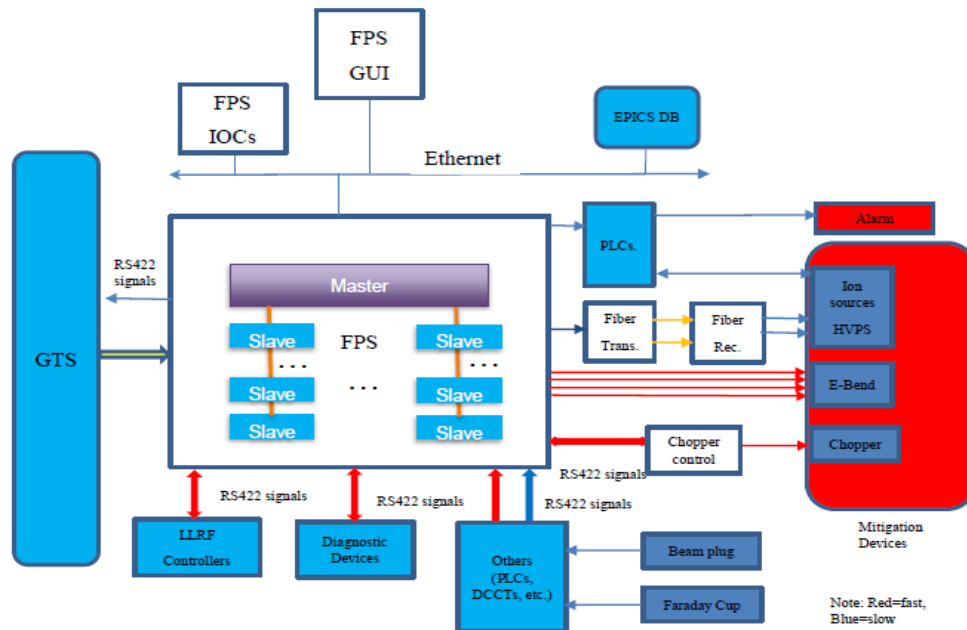 FPS
GUI
FPS
IOCs
EPICS DB
Ethernet
Alarm
PLCs.
RS422
signals
Master
Ion
sources
HVPS
Slave
Slave
FPS
Fiber
Trans.
Fiber
Rec.
GTS
...
...
...
E-Bend
Slave
Slave
Slave
Slave
Chopper
control
Chopper
RS422 signals
RS422 signals
RS422 signals
RS422 signals
LLRF
Controllers
Diagnostic
Devices
Others
(PLCs,
DCCTs, etc.)
Beam plug
Faraday Cup
Mitigation
Devices
Note: Red=fast,
Blue=slow